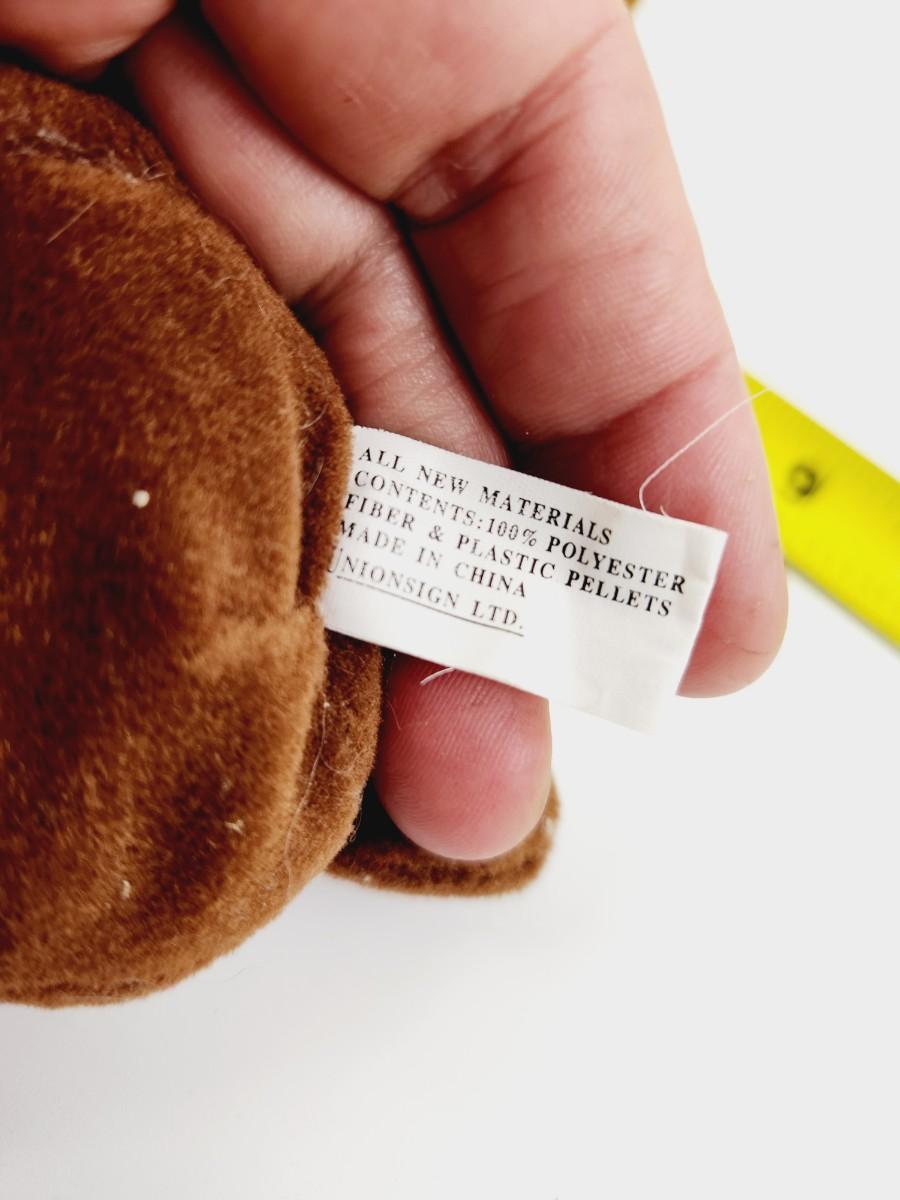 ALL NEW MATERIALS
CONTENTS:100% POLYESTER
FIBER & PLASTIC PELLETS
MADE IN CHINA
UNIONSIGN LTD.